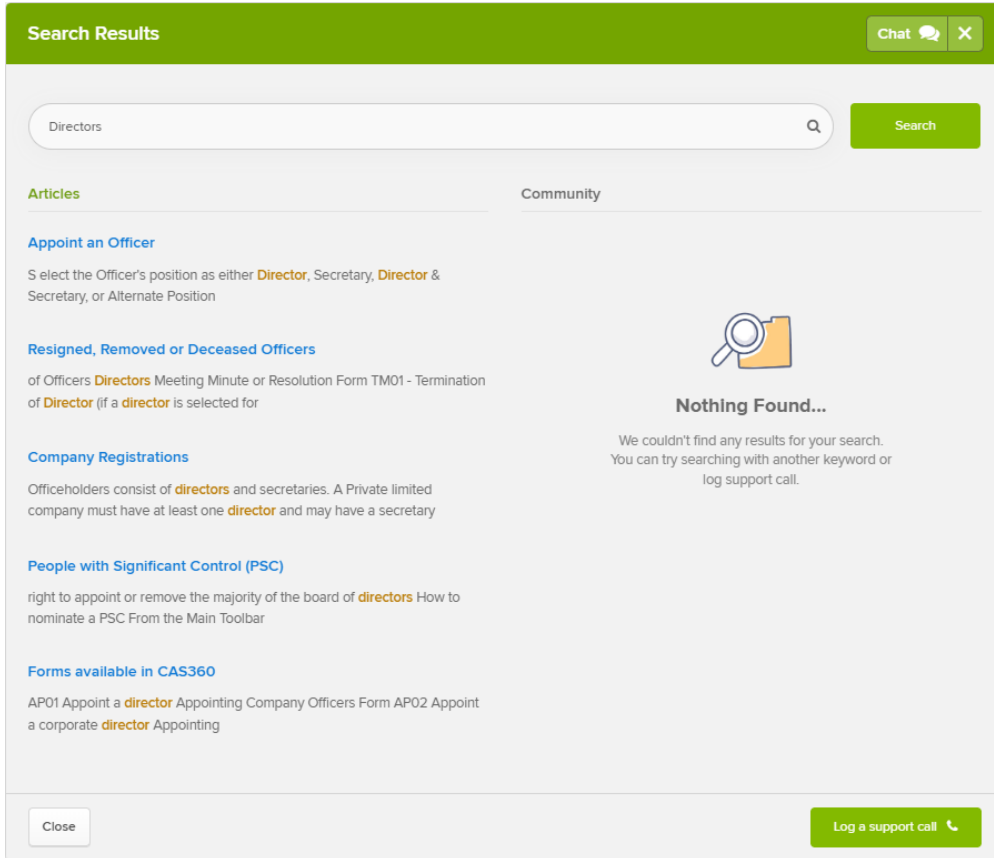 Search Results
Chat
Directors
Search
Articles
Community
Appoint an Officer
S elect the Officer's position as either Director, Secretary, Director &
Secretary, or Alternate Position
Resigned, Removed or Deceased Officers
of Officers Directors Meeting Minute or Resolution Form TM01 - Termination
of Director (if a director is selected for
Company Registrations
Officeholders consist of directors and secretaries. A Private limited
company must have at least one director and may have a secretary
People with Significant Control (PSC)
right to appoint or remove the majority of the board of directors How to
nominate a PSC From the Main Toolbar
Forms available in CAS360
AP01 Appoint a director Appointing Company Officers Form AP02 Appoint
a corporate director Appointing
Nothing Found...
We couldn't find any results for your search.
You can try searching with another keyword or
log support call.
Close
Log a support call